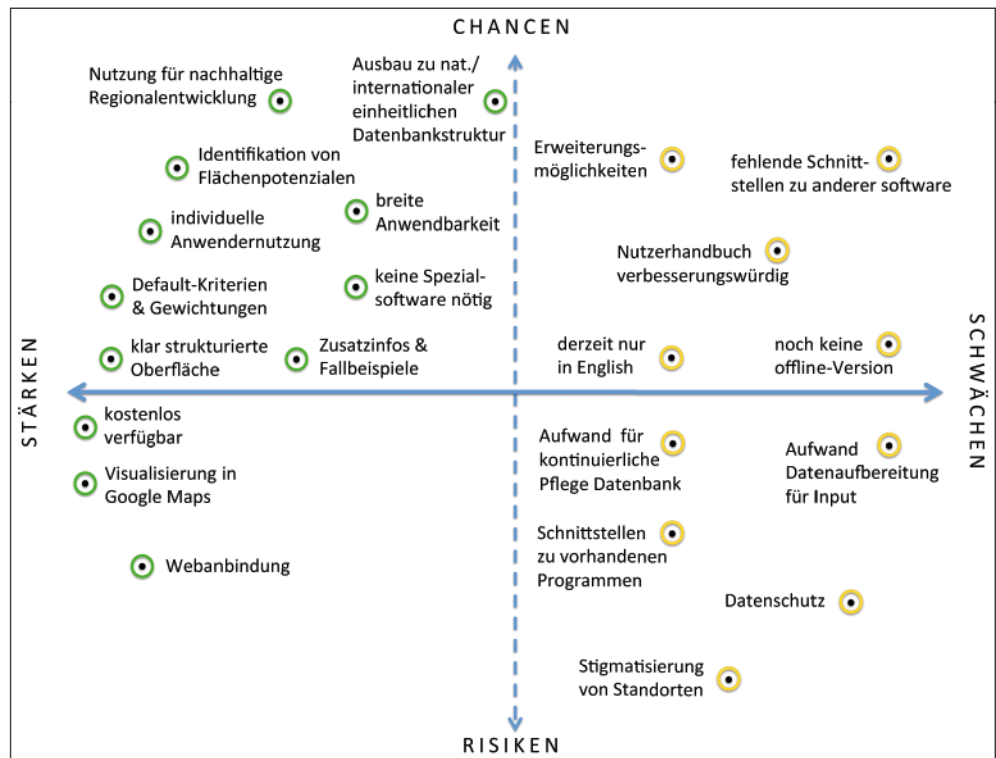 CHANCEN
Nutzung für nachhaltige
Regionalentwicklung
Ausbau zu nat./
internationaler
einheitlichen
Datenbankstruktur
Identifikation von
Flächenpotenzialen
breite
Anwendbarkeit
individuelle
Anwendernutzung
keine Spezial-
software nötig
Default-Kriterien
& Gewichtungen
klar strukturierte
Oberfläche
Zusatzinfos &
Fallbeispiele
Erweiterungs-
möglichkeiten
fehlende Schnitt-
stellen zu anderer software
Nutzerhandbuch
verbesserungswürdig
derzeit nur
in English
noch keine
offline-Version
STÄRKEN
SCHWÄCHEN
kostenlos
verfügbar
Visualisierung in
Google Maps
Webanbindung
Aufwand für
kontinuierliche
Pflege Datenbank
Aufwand
Datenaufbereitung
für Input
Schnittstellen
zu vorhandenen
Programmen
Datenschutz
Stigmatisierung
von Standorten
RISIKEN